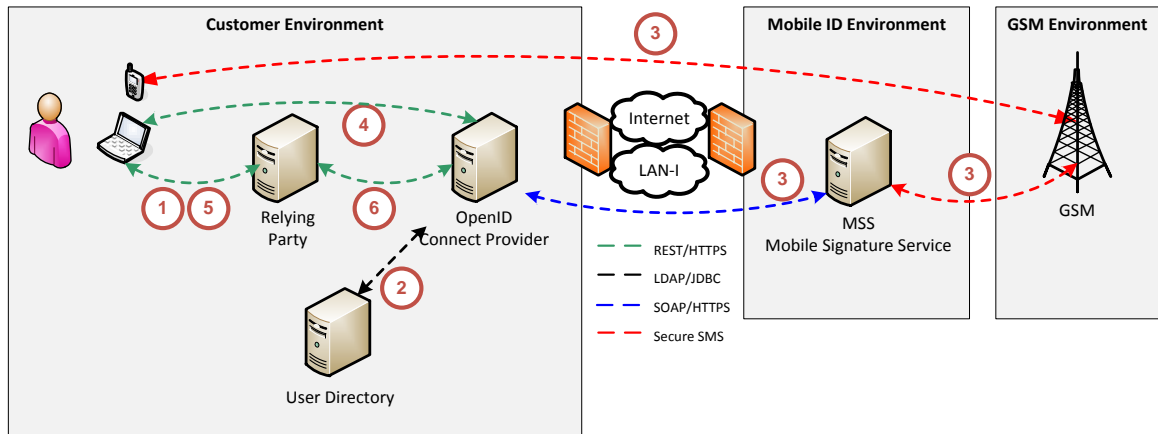 Customer Environment
Mobile ID Environment
GSM Environment
3
4
Internet
LAN-I
3
3
1
5
6
Relying
Party
OpenID
Connect Provider
MSS
Mobile Signature Service
GSM
REST/HTTPS
LDAP/JDBC
SOAP/HTTPS
Secure SMS
2
User Directory